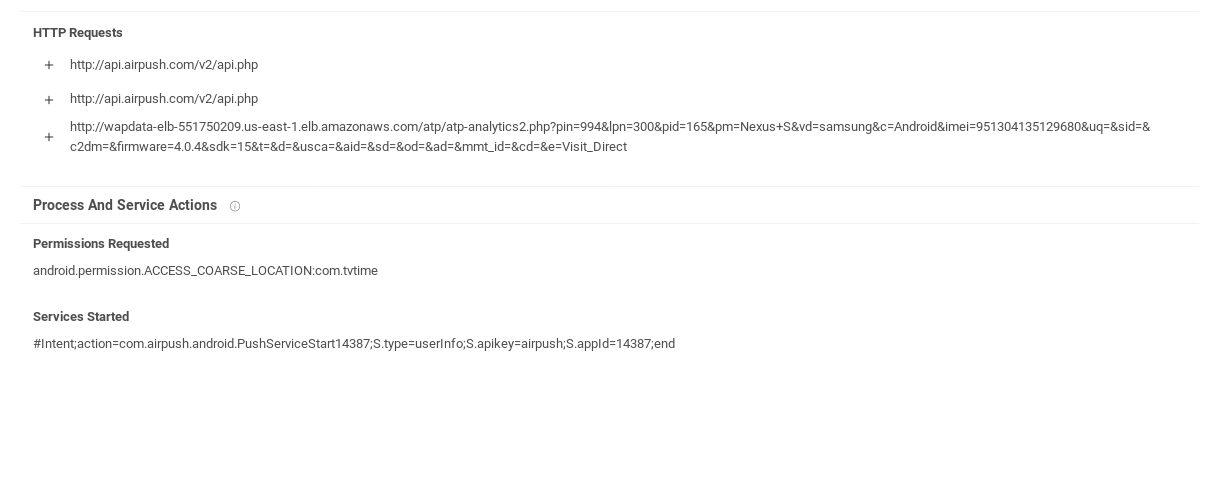 HTTP Requests
+ http://api.airpush.com/v2/api.php
+ http://api.airpush.com/v2/api.php
+ http://wapdata-elb-551750209.us-east-1.elb.amazonaws.com/atp/atp-analytics2.php?pin=994&lpn=300&pid=165&pm=Nexus+S&vd=samsung&c=Android&imei=951304135129680&uq=&sid=&
c2dm=&firmware=4.0.4&sdk=15&t=&d=&usca=&aid=&sd=&od=&ad=&mmt_id=&cd=&e=Visit_Direct
Process And Service Actions
Permissions Requested
android.permission.ACCESS_COARSE_LOCATION:com.tvtime
Services Started
#Intent;action=com.airpush.android.PushServiceStart14387;S.type=userInfo;S.apikey=airpush;S.appId=14387;end